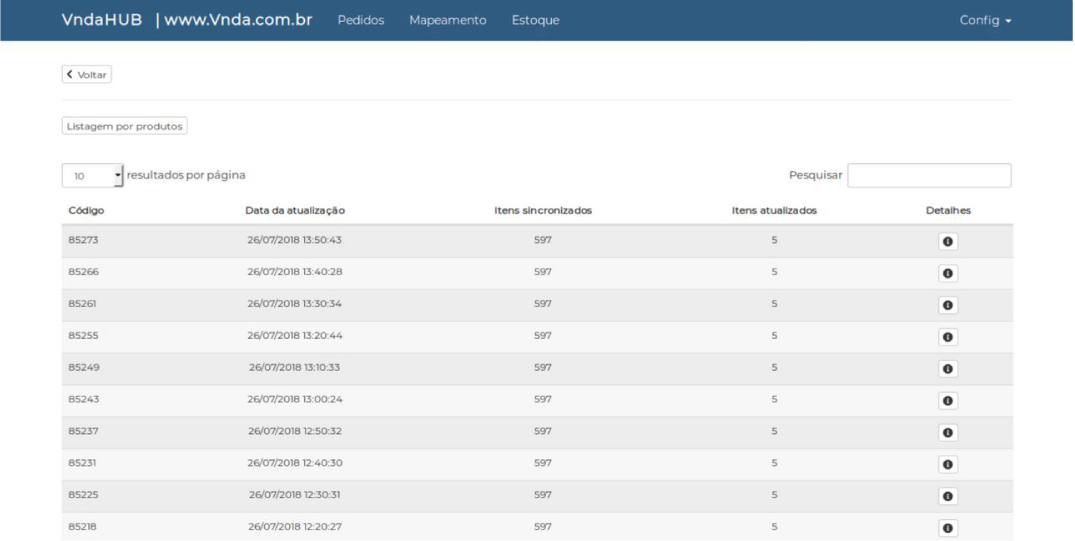 VndaHUB | www.Vnda.com.br Pedidos Mapeamento Estoque Config
Voltar
Listagem por produtos
10 resultados por página Pesquisar
Código Data da atualização Itens sincronizados Itens atualizados Detalhes
85273 26/07/2018 13:50:43 597 5
85266 26/07/2018 13:40:28 597 5
85261 26/07/2018 13:30:34 597 5
85255 26/07/2018 13:20:44 597 5
85249 26/07/2018 13:10:33 597 5
85243 26/07/2018 13:00:24 597 5
85237 26/07/2018 12:50:32 597 5
85231 26/07/2018 12:40:30 597 5
85225 26/07/2018 12:30:31 597 5
85218 26/07/2018 12:20:27 597 5